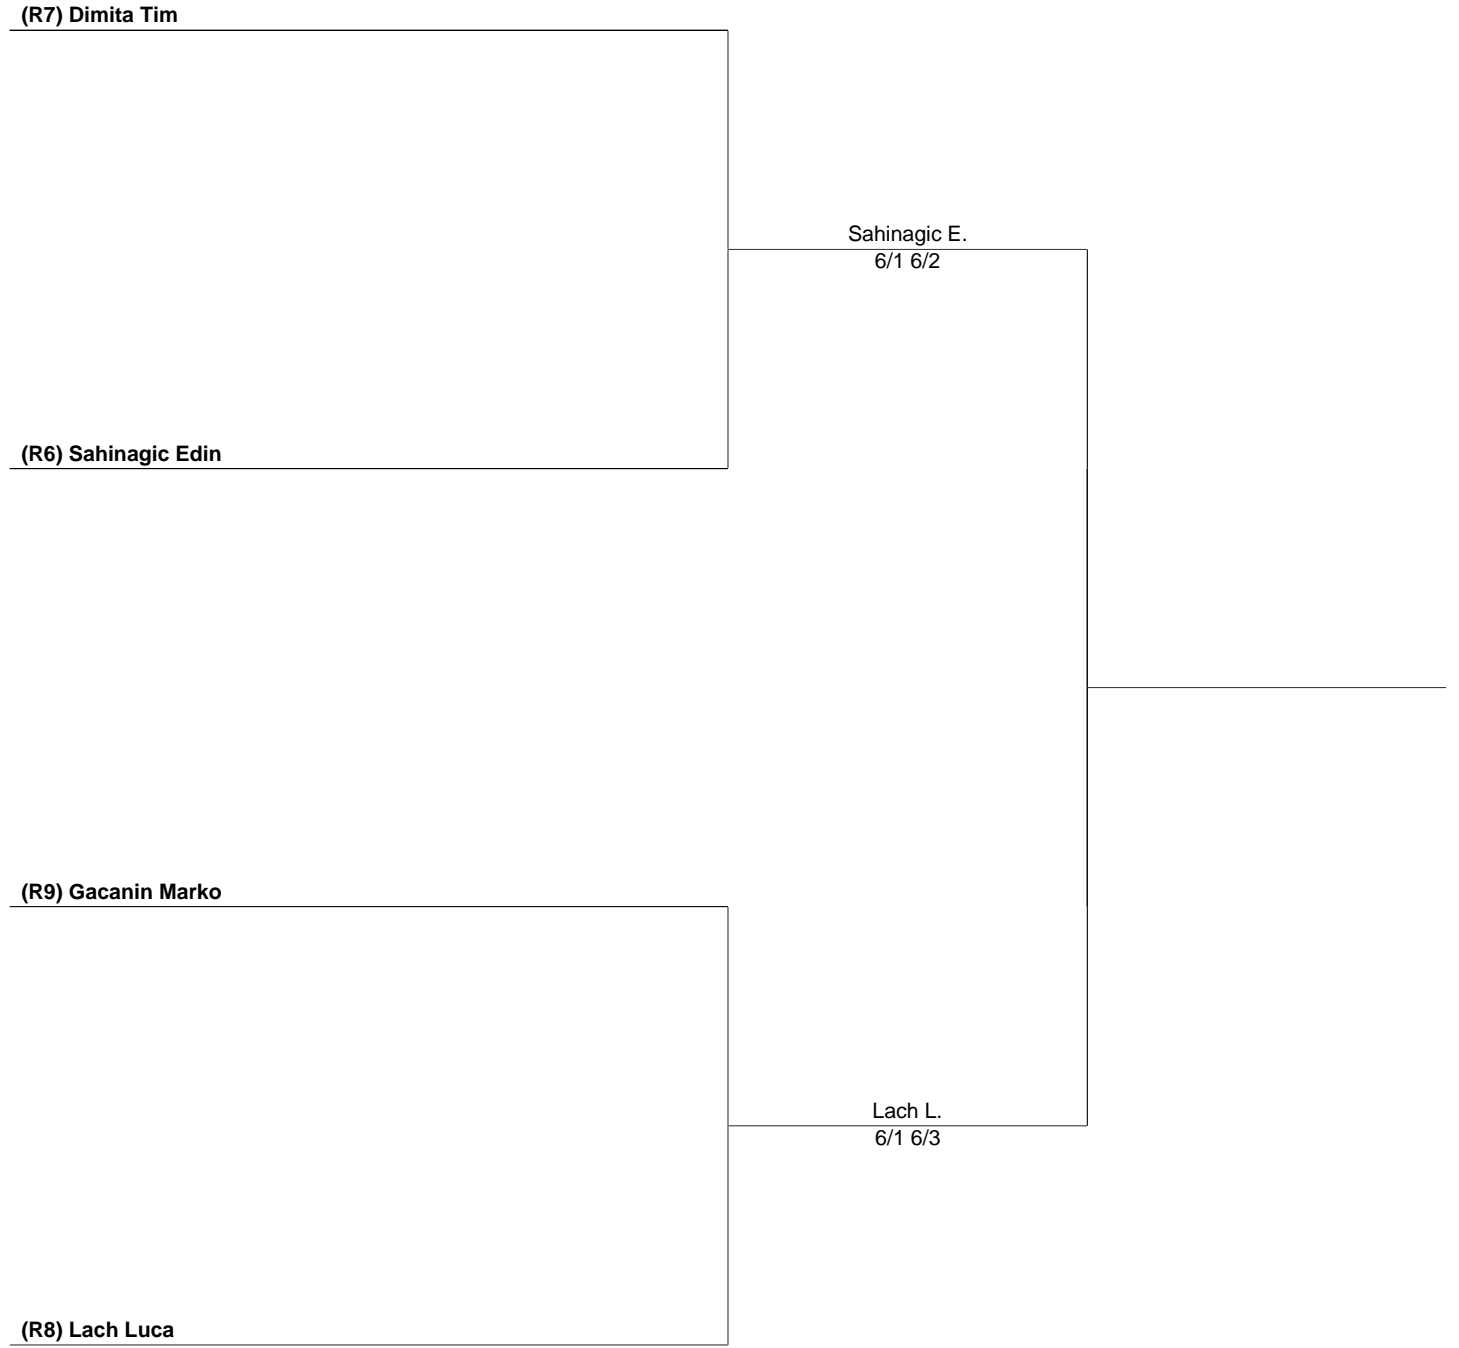 (R7) Dimita Tim
Sahinagic E.
6/1 6/2
(R6) Sahinagic Edin
(R9) Gacanin Marko
Lach L.
6/1 6/3
(R8) Lach Luca